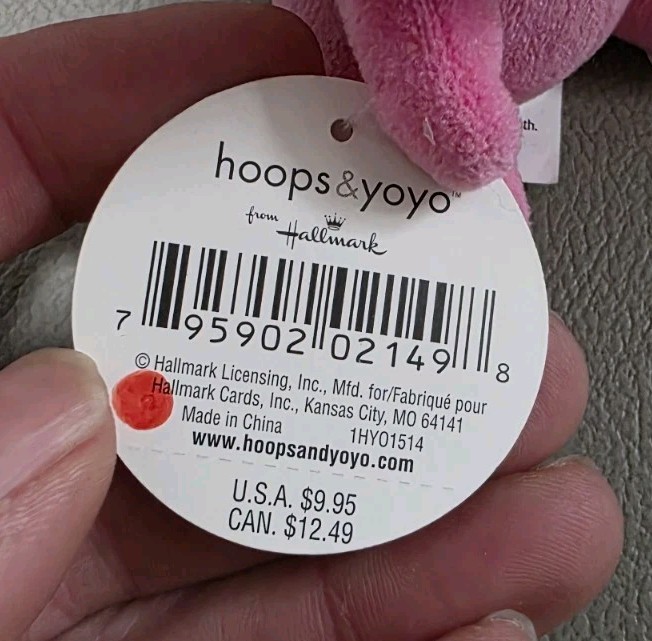 hoops&yoyo™
from Hallmark
7 95902 02149 8
© Hallmark Licensing, Inc., Mfd. for/Fabriqué pour
Hallmark Cards, Inc., Kansas City, MO 64141
Made in China 1HYO1514
www.hoopsandyoyo.com
U.S.A. $9.95
CAN. $12.49
th.